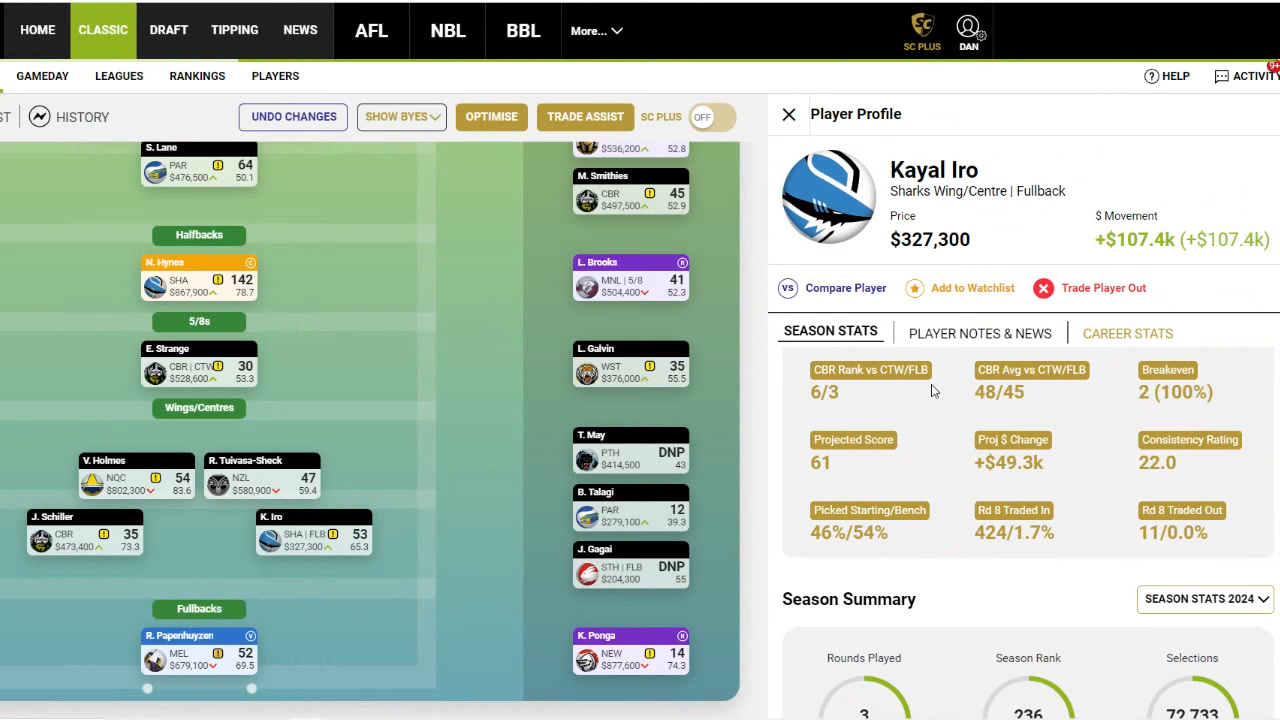 HOME CLASSIC DRAFT TIPPING NEWS AFL NBL BBL More... SC PLUS DAN
GAMEDAY LEAGUES RANKINGS PLAYERS HELP ACTIVITY 9+
ST HISTORY UNDO CHANGES SHOW BYES OPTIMISE TRADE ASSIST SC PLUS OFF
S. Lane
PAR 64
$476,500 50.1
Halfbacks
N. Hynes C
SHA 142
$867,900 78.7
5/8s
E. Strange
CBR | CTW 30
$528,600 53.3
Wings/Centres
V. Holmes
NQC 54
$802,300 83.6
R. Tuivasa-Sheck
NZL 47
$580,900 59.4
J. Schiller
CBR 35
$473,400 73.3
K. Iro
SHA | FLB 53
$327,300 65.3
Fullbacks
R. Papenhuyzen V
MEL 52
$679,100 69.5
$536,200 52.8
M. Smithies
CBR 45
$497,500 52.9
L. Brooks R
MNL | 5/8 41
$504,400 52.3
L. Galvin
WST 35
$376,000 55.5
T. May
PTH DNP
$414,500 43
B. Talagi
PAR 12
$279,100 39.3
J. Gagai
STH | FLB DNP
$204,300 55
K. Ponga R
NEW 14
$877,600 74.3
Player Profile
Kayal Iro
Sharks Wing/Centre | Fullback
Price $ Movement
$327,300 +$107.4k (+$107.4k)
VS Compare Player Add to Watchlist Trade Player Out
SEASON STATS PLAYER NOTES & NEWS CAREER STATS
CBR Rank vs CTW/FLB CBR Avg vs CTW/FLB Breakeven
6/3 48/45 2 (100%)
Projected Score Proj $ Change Consistency Rating
61 +$49.3k 22.0
Picked Starting/Bench Rd 8 Traded In Rd 8 Traded Out
46%/54% 424/1.7% 11/0.0%
Season Summary SEASON STATS 2024
Rounds Played Season Rank Selections
3 236 72,733